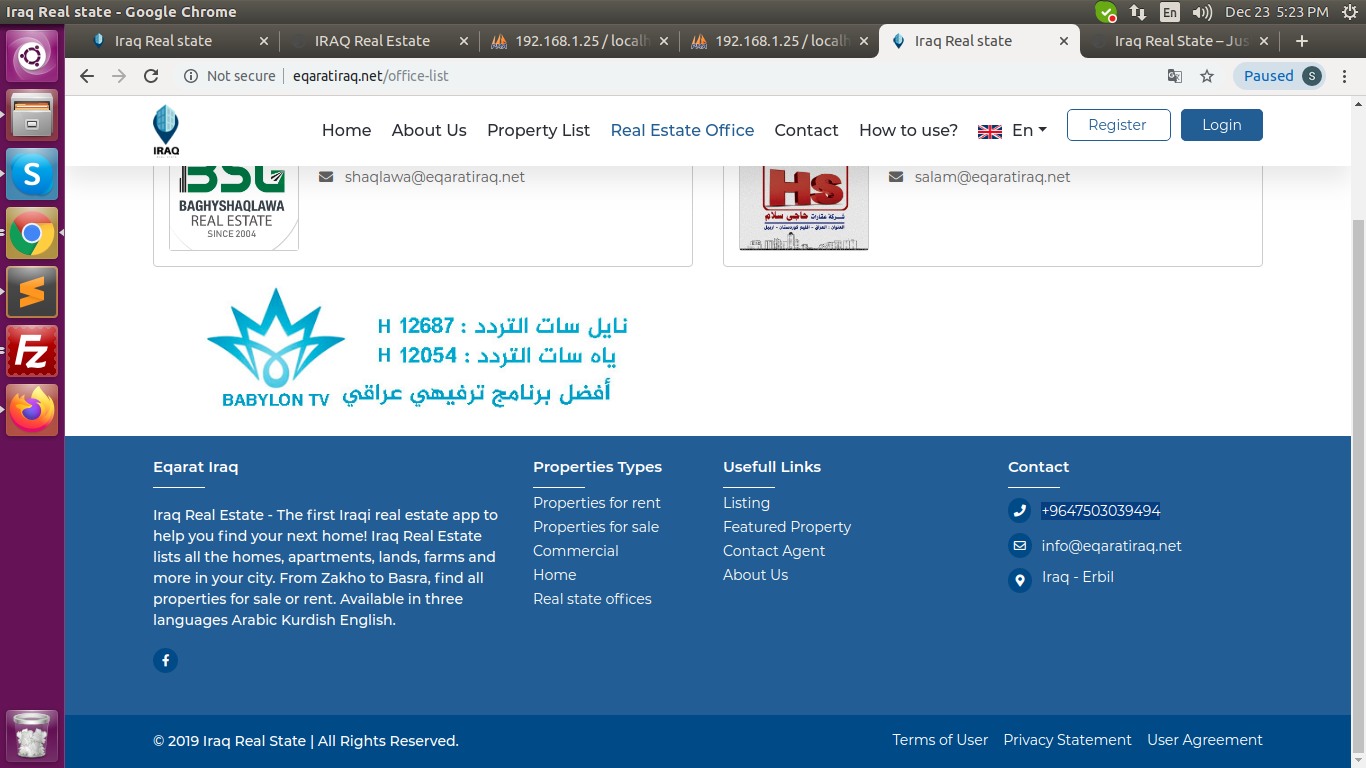 Iraq Real state - Google Chrome
En
Dec 23 5:23 PM
Iraq Real state
IRAQ Real Estate
192.168.1.25 / localh
192.168.1.25 / localh
Iraq Real state
Iraq Real State – Jus
Not secure
eqaratiraq.net/office-list
Paused
S
IRAQ
Home
About Us
Property List
Real Estate Office
Contact
How to use?
En
Register
Login
BSG
BAGHYSHAQLAWA
REAL ESTATE
SINCE 2004
shaqlawa@eqaratiraq.net
HS
شركة عقارات حاجي سلام
العنوان : العراق - اقليم كوردستان - اربيل
salam@eqaratiraq.net
نايل سات التردد : 12687 H
ياه سات التردد : 12054 H
BABYLON TV
أفضل برنامج ترفيهي عراقي
Eqarat Iraq
Iraq Real Estate - The first Iraqi real estate app to
help you find your next home! Iraq Real Estate
lists all the homes, apartments, lands, farms and
more in your city. From Zakho to Basra, find all
properties for sale or rent. Available in three
languages Arabic Kurdish English.
Properties Types
Properties for rent
Properties for sale
Commercial
Home
Real state offices
Usefull Links
Listing
Featured Property
Contact Agent
About Us
Contact
+9647503039494
info@eqaratiraq.net
Iraq - Erbil
© 2019 Iraq Real State | All Rights Reserved.
Terms of User
Privacy Statement
User Agreement